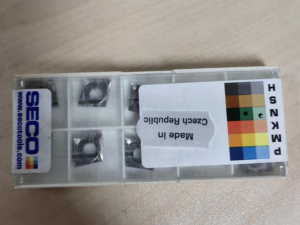 SECO
www.secotools.com
Made in
Czech Republic
P M K N S H